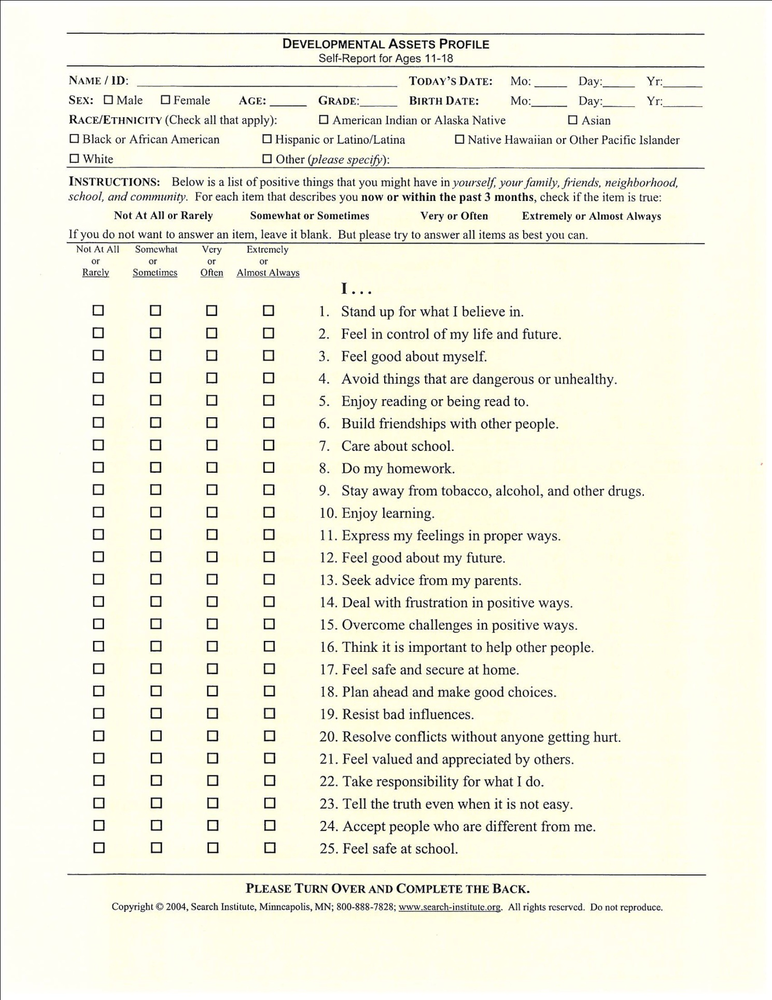 DEVELOPMENTAL ASSETS PROFILE
Self-Report for Ages 11-18
NAME / ID: TODAY'S DATE: Mo: Day: Yr:
SEX: Male Female AGE: GRADE: BIRTH DATE: Mo: Day: Yr:
RACE/ETHNICITY (Check all that apply): American Indian or Alaska Native Asian
Black or African American Hispanic or Latino/Latina Native Hawaiian or Other Pacific Islander
White Other (please specify):
INSTRUCTIONS: Below is a list of positive things that you might have in yourself, your family, friends, neighborhood,
school, and community. For each item that describes you now or within the past 3 months, check if the item is true:
Not At All or Rarely Somewhat or Sometimes Very or Often Extremely or Almost Always
If you do not want to answer an item, leave it blank. But please try to answer all items as best you can.
Not At All Somewhat Very Extremely
or or or or
Rarely Sometimes Often Almost Always
I . . .
1. Stand up for what I believe in.
2. Feel in control of my life and future.
3. Feel good about myself.
4. Avoid things that are dangerous or unhealthy.
5. Enjoy reading or being read to.
6. Build friendships with other people.
7. Care about school.
8. Do my homework.
9. Stay away from tobacco, alcohol, and other drugs.
10. Enjoy learning.
11. Express my feelings in proper ways.
12. Feel good about my future.
13. Seek advice from my parents.
14. Deal with frustration in positive ways.
15. Overcome challenges in positive ways.
16. Think it is important to help other people.
17. Feel safe and secure at home.
18. Plan ahead and make good choices.
19. Resist bad influences.
20. Resolve conflicts without anyone getting hurt.
21. Feel valued and appreciated by others.
22. Take responsibility for what I do.
23. Tell the truth even when it is not easy.
24. Accept people who are different from me.
25. Feel safe at school.
PLEASE TURN OVER AND COMPLETE THE BACK.
Copyright © 2004, Search Institute, Minneapolis, MN; 800-888-7828; www.search-institute.org. All rights reserved. Do not reproduce.